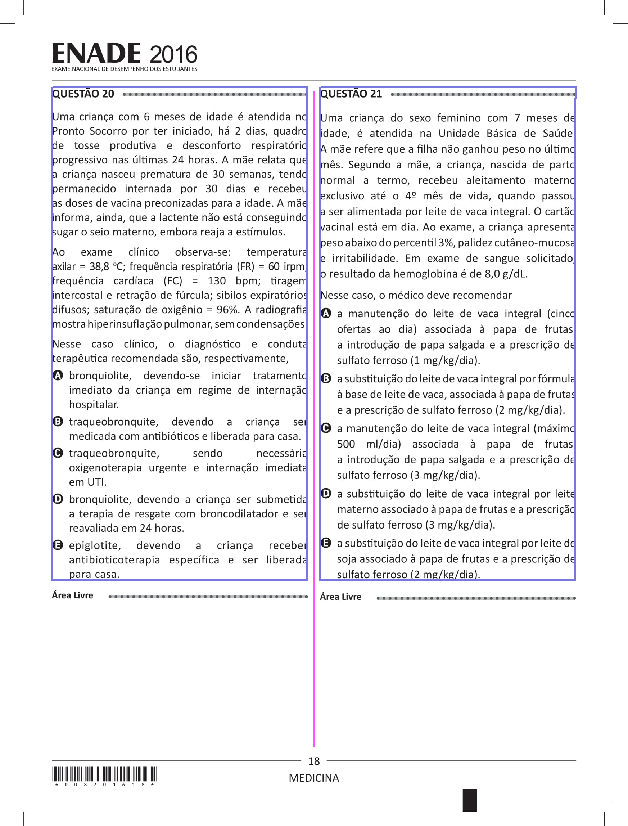 ENADE 2016
EXAME NACIONAL DE DESEMPENHO DOS ESTUDANTES
QUESTÃO 20
Uma criança com 6 meses de idade é atendida no
Pronto Socorro por ter iniciado, há 2 dias, quadro
de tosse produtiva e desconforto respiratório
progressivo nas últimas 24 horas. A mãe relata que
a criança nasceu prematura de 30 semanas, tendo
permanecido internada por 30 dias e recebeu
as doses de vacina preconizadas para a idade. A mãe
informa, ainda, que a lactente não está conseguindo
sugar o seio materno, embora reaja a estímulos.
Ao exame clínico observa-se: temperatura
axilar = 38,8 °C; frequência respiratória (FR) = 60 irpm;
frequência cardíaca (FC) = 130 bpm; tiragem
intercostal e retração de fúrcula; sibilos expiratórios
difusos; saturação de oxigênio = 96%. A radiografia
mostra hiperinsuflação pulmonar, sem condensações.
Nesse caso clínico, o diagnóstico e conduta
terapêutica recomendada são, respectivamente,
A bronquiolite, devendo-se iniciar tratamento
imediato da criança em regime de internação
hospitalar.
B traqueobronquite, devendo a criança ser
medicada com antibióticos e liberada para casa.
C traqueobronquite, sendo necessária
oxigenoterapia urgente e internação imediata
em UTI.
D bronquiolite, devendo a criança ser submetida
a terapia de resgate com broncodilatador e ser
reavaliada em 24 horas.
E epiglotite, devendo a criança receber
antibioticoterapia específica e ser liberada
para casa.
Área Livre
QUESTÃO 21
Uma criança do sexo feminino com 7 meses de
idade, é atendida na Unidade Básica de Saúde.
A mãe refere que a filha não ganhou peso no último
mês. Segundo a mãe, a criança, nascida de parto
normal a termo, recebeu aleitamento materno
exclusivo até o 4º mês de vida, quando passou
a ser alimentada por leite de vaca integral. O cartão
vacinal está em dia. Ao exame, a criança apresenta
peso abaixo do percentil 3%, palidez cutâneo-mucosa
e irritabilidade. Em exame de sangue solicitado,
o resultado da hemoglobina é de 8,0 g/dL.
Nesse caso, o médico deve recomendar
A a manutenção do leite de vaca integral (cinco
ofertas ao dia) associada à papa de frutas,
a introdução de papa salgada e a prescrição de
sulfato ferroso (1 mg/kg/dia).
B a substituição do leite de vaca integral por fórmula
à base de leite de vaca, associada à papa de frutas
e a prescrição de sulfato ferroso (2 mg/kg/dia).
C a manutenção do leite de vaca integral (máximo
500 ml/dia) associada à papa de frutas,
a introdução de papa salgada e a prescrição de
sulfato ferroso (3 mg/kg/dia).
D a substituição do leite de vaca integral por leite
materno associado à papa de frutas e a prescrição
de sulfato ferroso (3 mg/kg/dia).
E a substituição do leite de vaca integral por leite de
soja associado à papa de frutas e a prescrição de
sulfato ferroso (2 mg/kg/dia).
Área Livre
18
MEDICINA